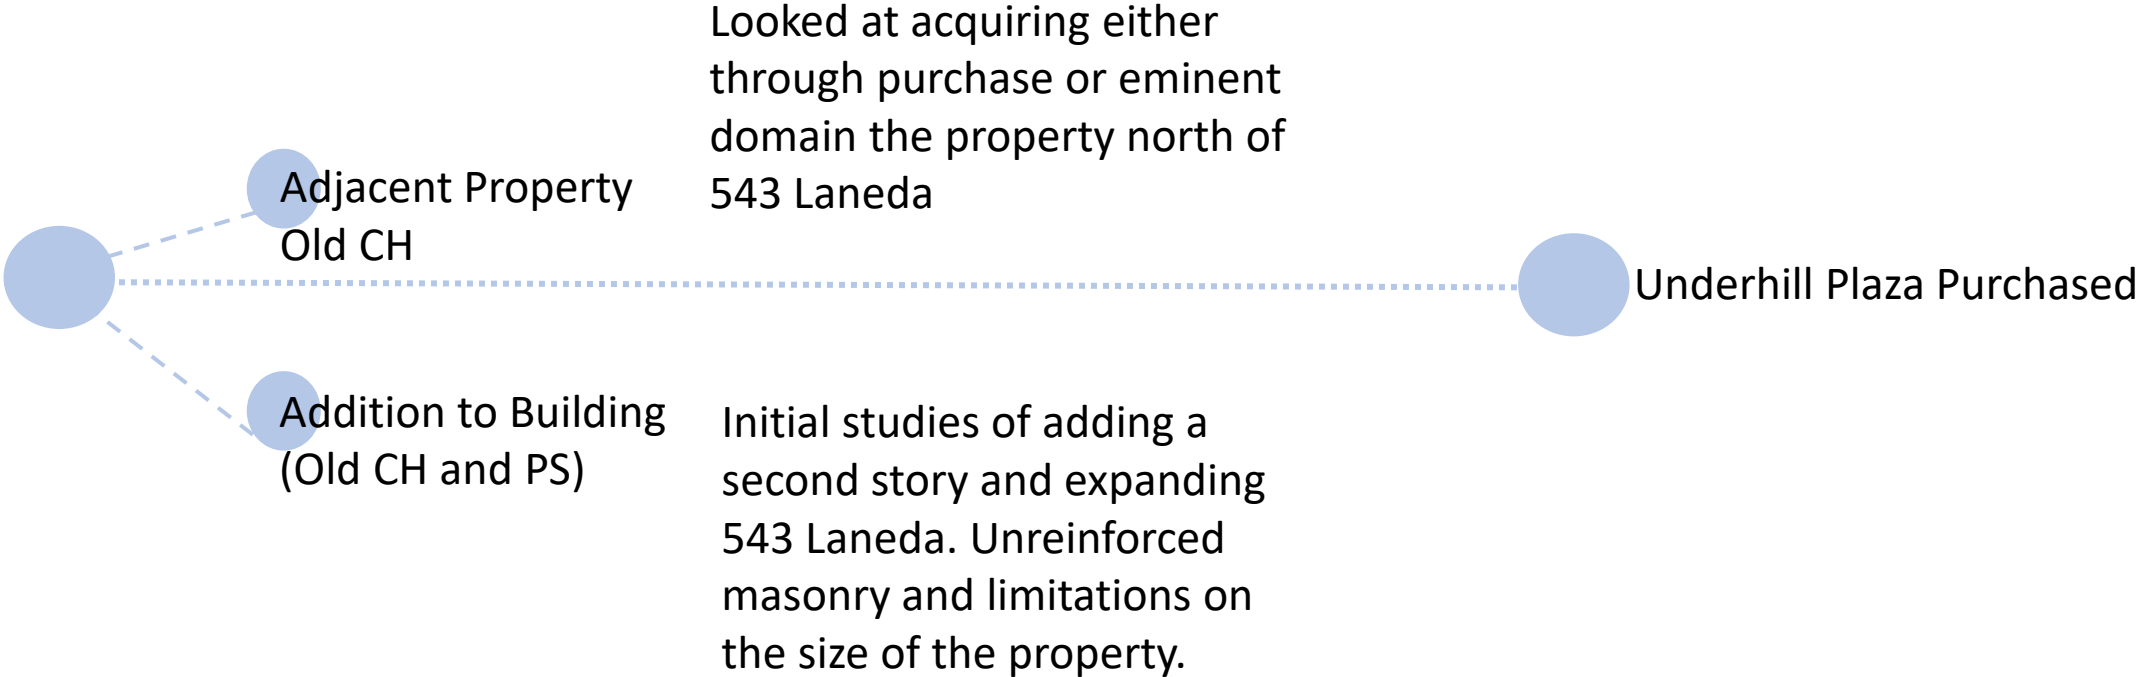 Looked at acquiring either
through purchase or eminent
domain the property north of
543 Laneda
Adjacent Property
Old CH
Underhill Plaza Purchased
Addition to Building
(Old CH and PS)
Initial studies of adding a
second story and expanding
543 Laneda. Unreinforced
masonry and limitations on
the size of the property.